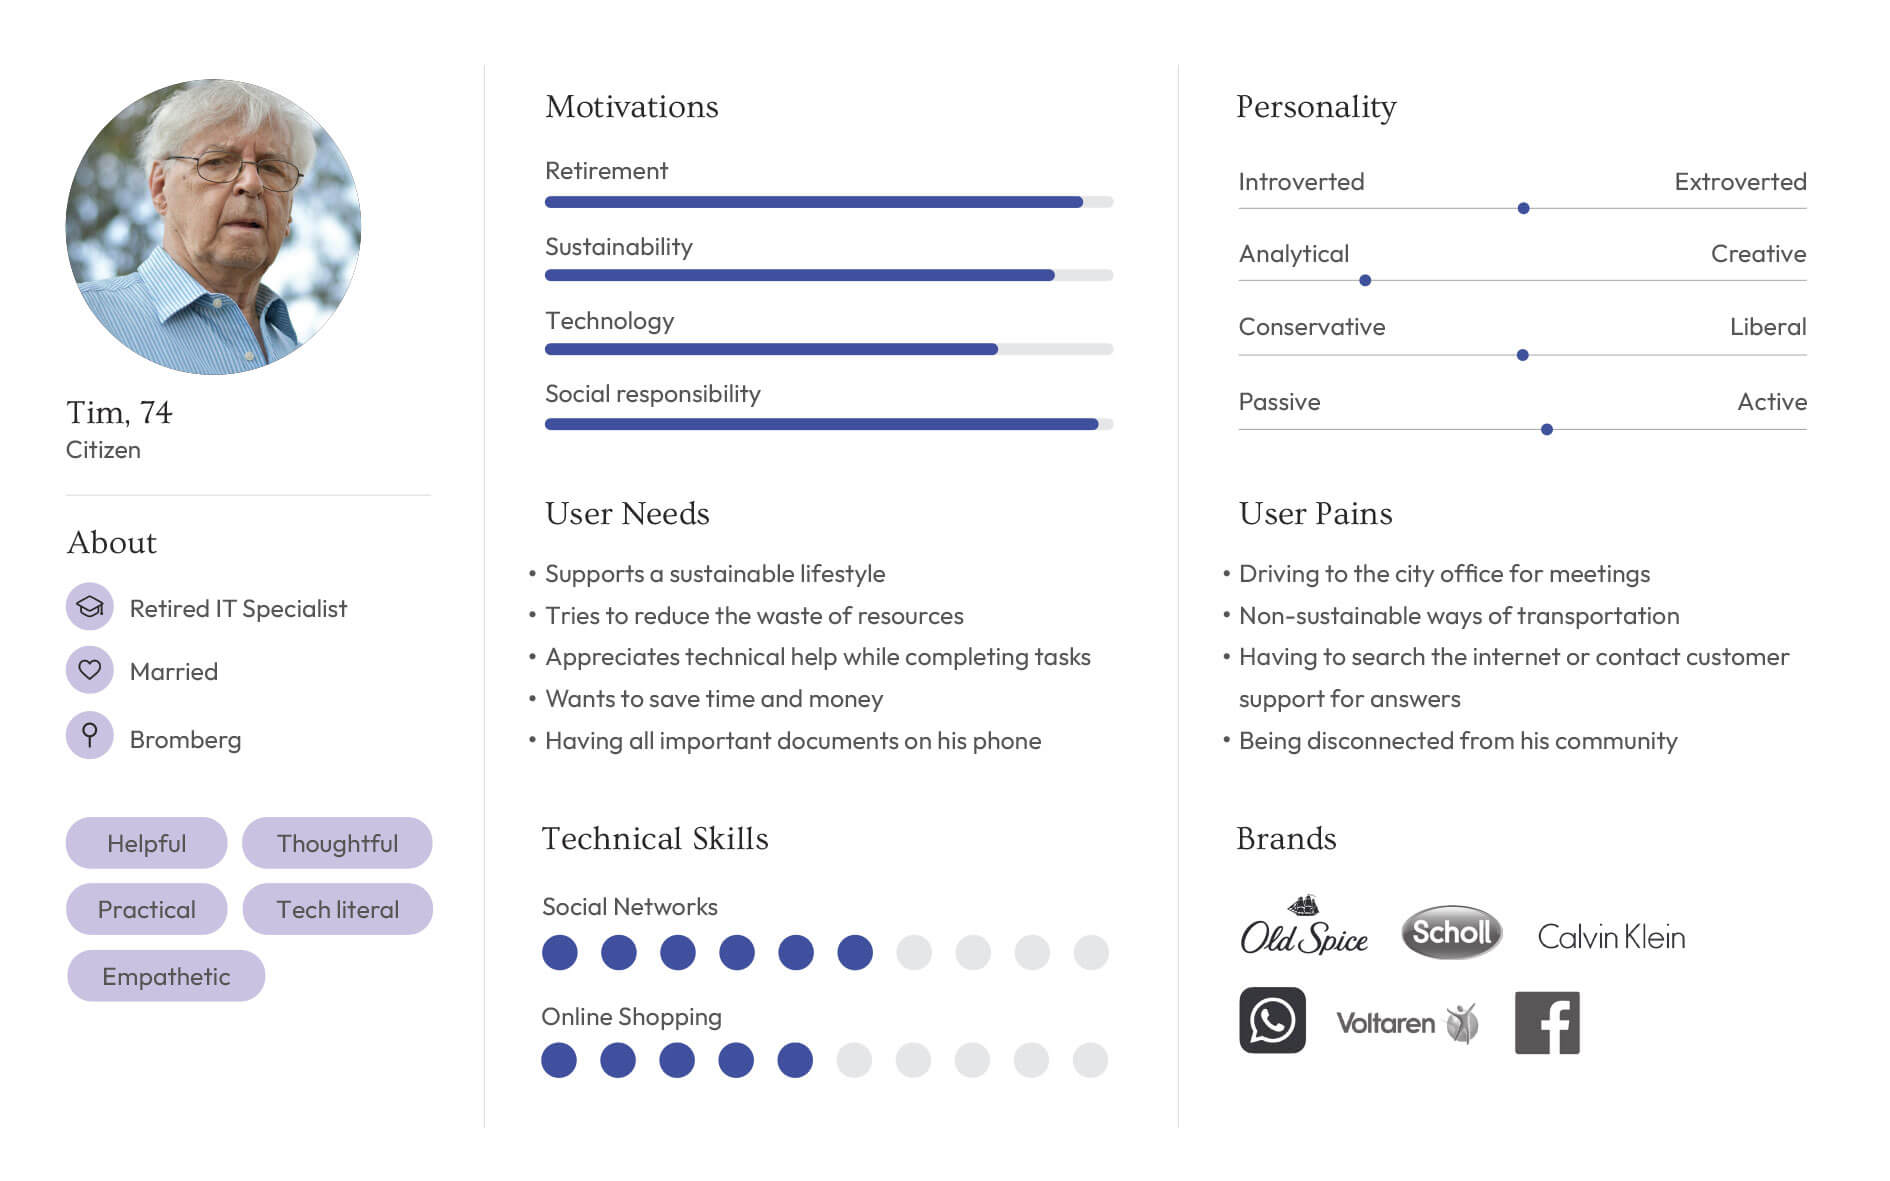 Tim, 74
Citizen
About
Retired IT Specialist
Married
Bromberg
Helpful
Thoughtful
Practical
Tech literal
Empathetic
Motivations
Retirement
Sustainability
Technology
Social responsibility
User Needs
• Supports a sustainable lifestyle
• Tries to reduce the waste of resources
• Appreciates technical help while completing tasks
• Wants to save time and money
• Having all important documents on his phone
Technical Skills
Social Networks
Online Shopping
Personality
Introverted
Extroverted
Analytical
Creative
Conservative
Liberal
Passive
Active
User Pains
• Driving to the city office for meetings
• Non-sustainable ways of transportation
• Having to search the internet or contact customer
support for answers
• Being disconnected from his community
Brands
Old Spice
Scholl
Calvin Klein
Voltaren
f